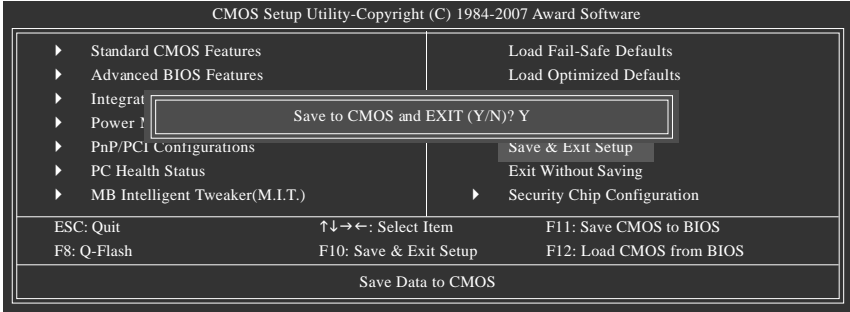 CMOS Setup Utility-Copyright (C) 1984-2007 Award Software
Standard CMOS Features
Load Fail-Safe Defaults
Advanced BIOS Features
Load Optimized Defaults
Save to CMOS and EXIT (Y/N)? Y
PnP/PCI Configurations
Save & Exit Setup
PC Health Status
Exit Without Saving
MB Intelligent Tweaker(M.I.T.)
Security Chip Configuration
ESC: Quit
↑↓→←: Select Item
F11: Save CMOS to BIOS
F8: Q-Flash
F10: Save & Exit Setup
F12: Load CMOS from BIOS
Save Data to CMOS